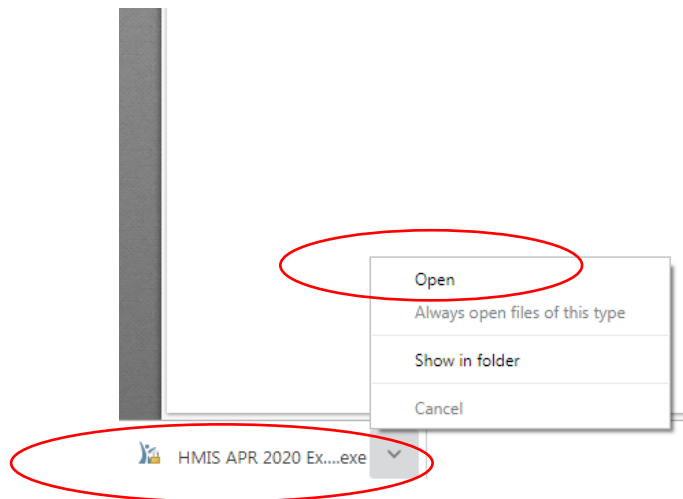 Open
Always open files of this type
Show in folder
Cancel
HMIS APR 2020 Ex....exe